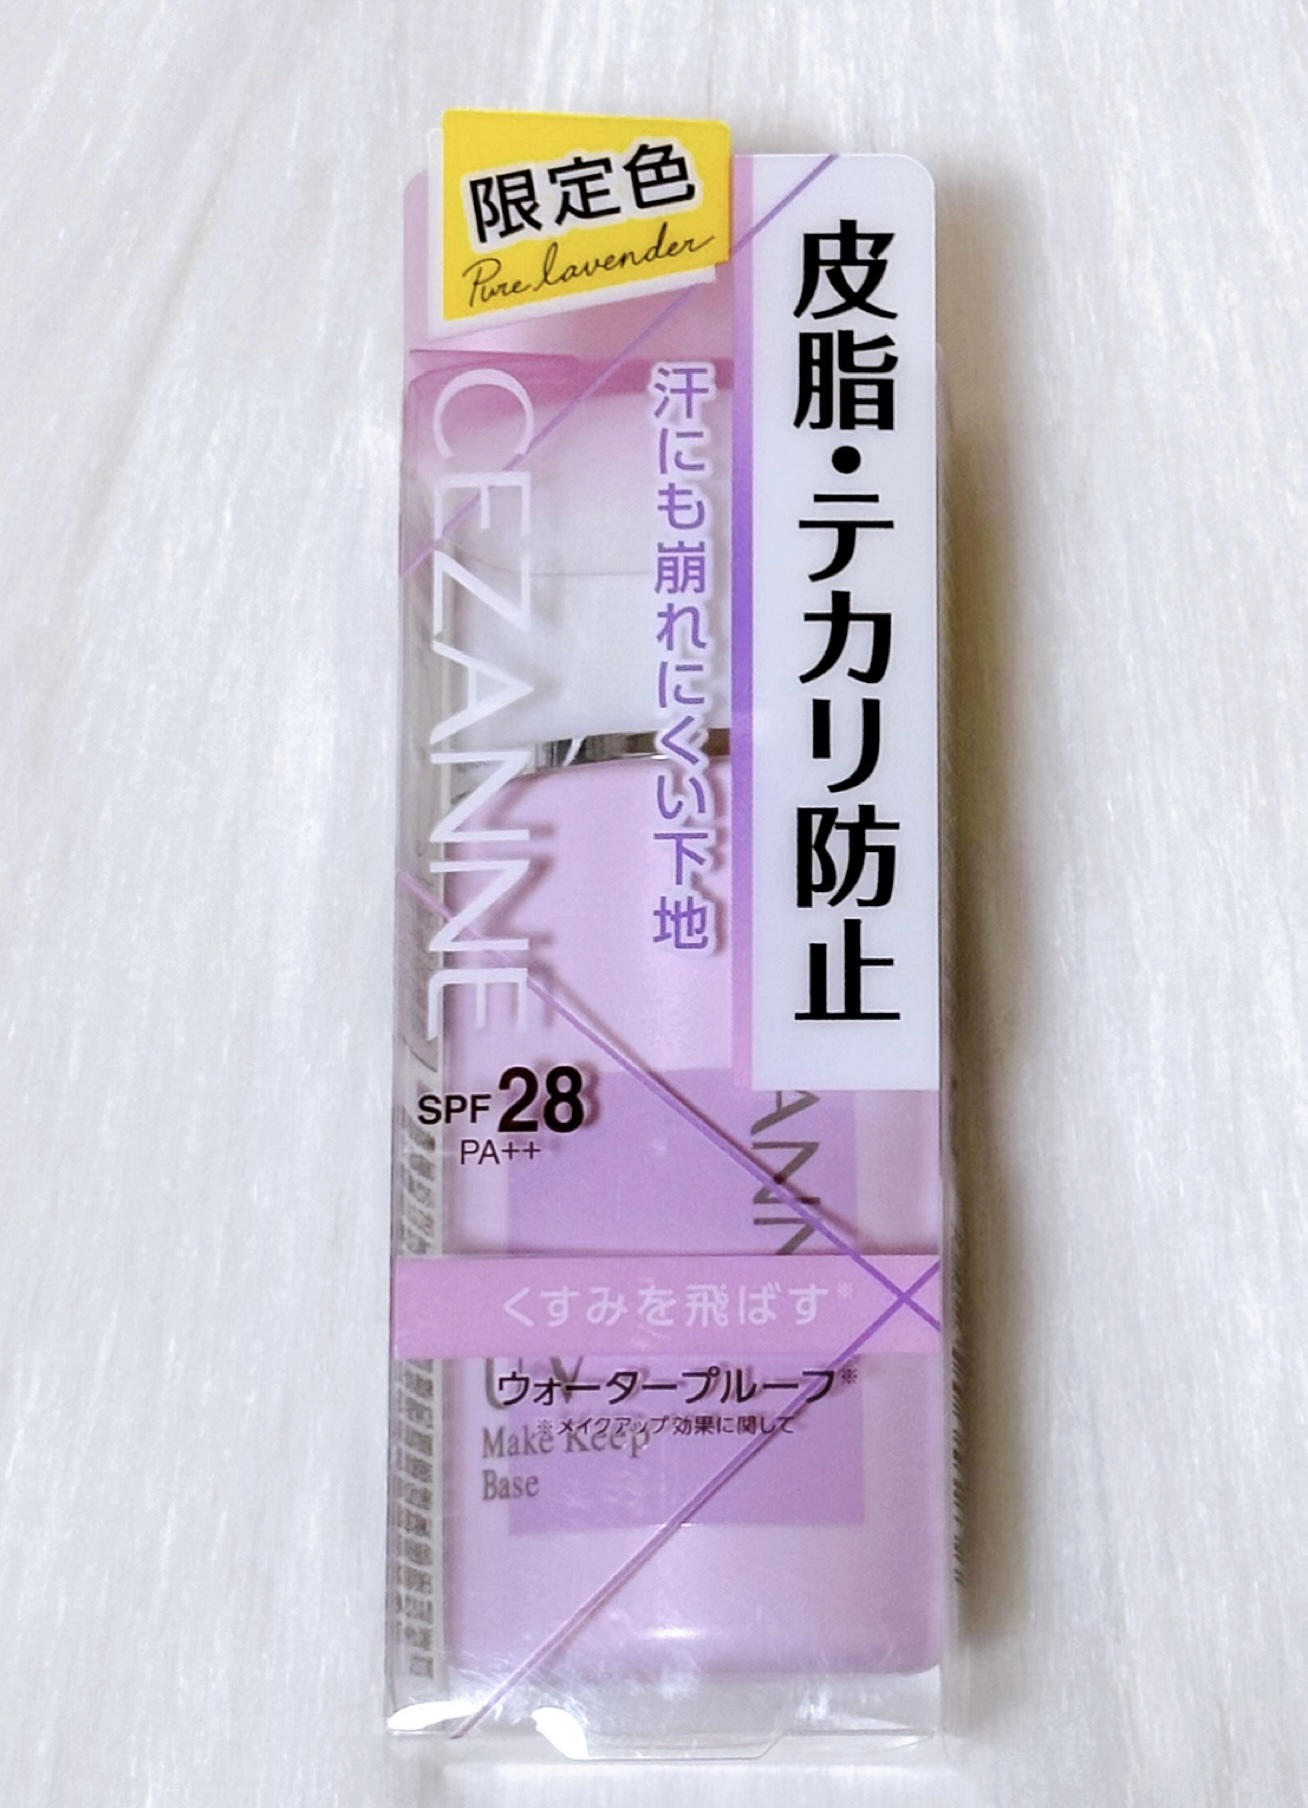 限定色
Pure lavender
皮脂・テカリ防止
汗にも崩れにくい下地
CEZANNE
SPF 28
PA++
くすみを飛ばす※
ウォータープルーフ※
※メイクアップ効果に関して
UV
Make Keep
Base